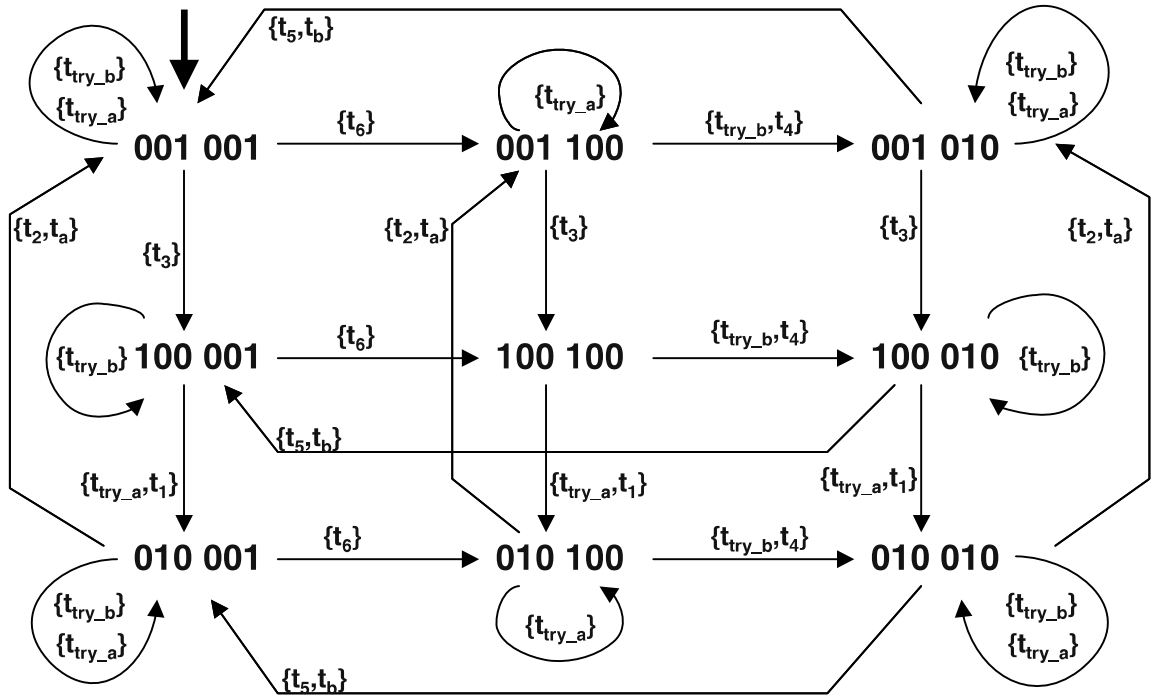 {t5,tb}
{ttry_b}
{ttry_a}
{ttry_b}
{ttry_a}
{ttry_a}
{t6}
{ttry_b,t4}
001 001
001 100
001 010
{t2,ta}
{t3}
{t2,ta}
{t3}
{t3}
{t2,ta}
{t6}
{ttry_b,t4}
{ttry_b}
100 001
100 100
100 010
{ttry_b}
{t5,tb}
{ttry_a,t1}
{ttry_a,t1}
{ttry_a,t1}
{t6}
{ttry_b,t4}
010 001
010 100
010 010
{ttry_b}
{ttry_a}
{ttry_a}
{ttry_b}
{ttry_a}
{t5,tb}